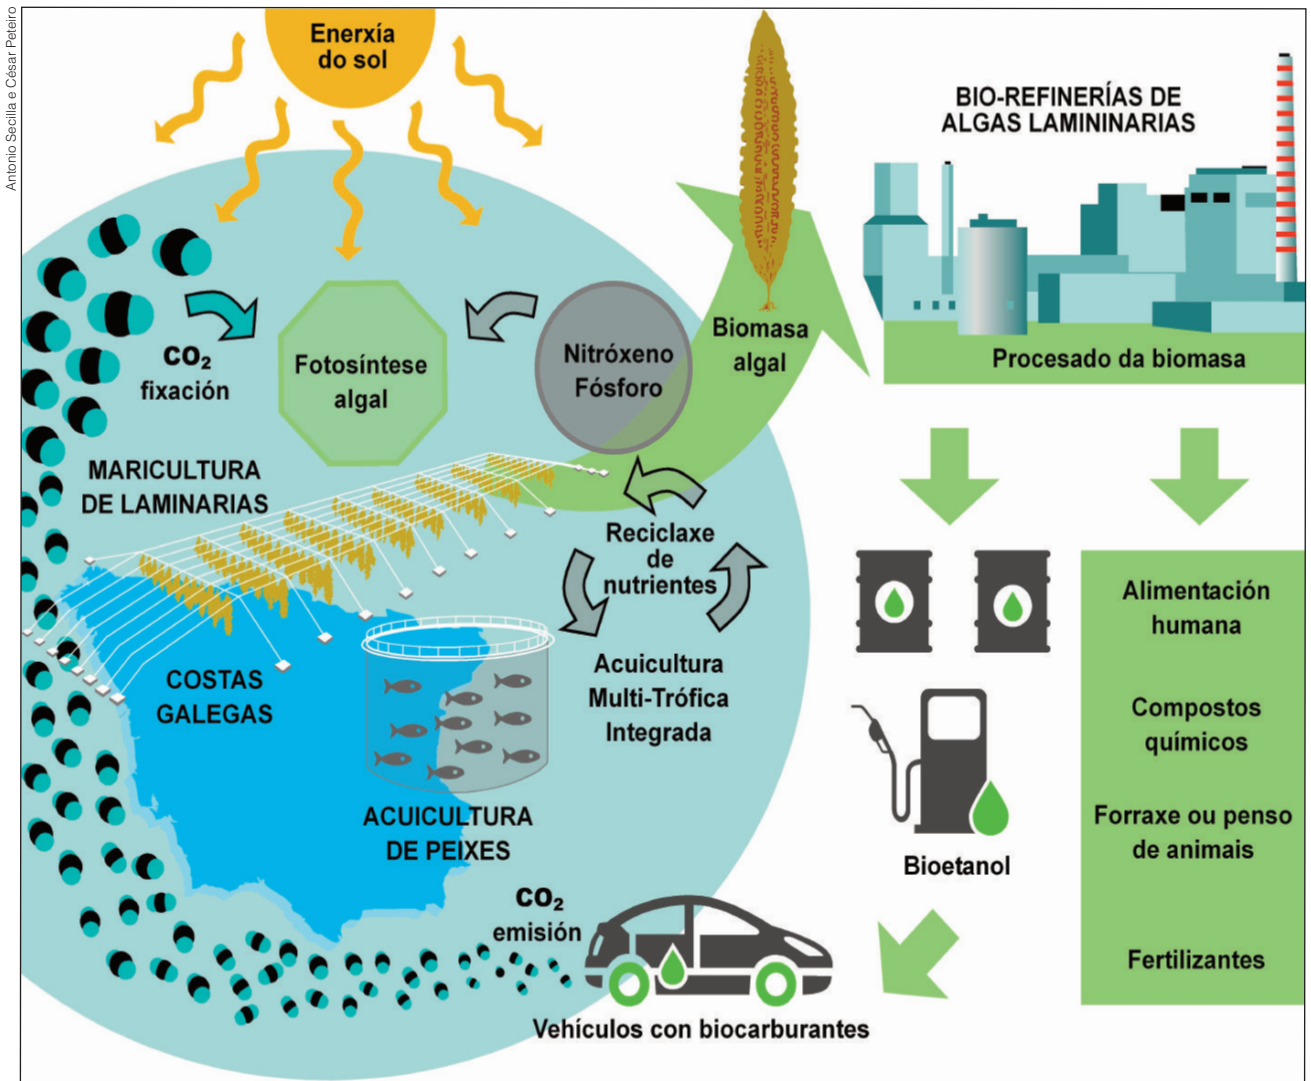 Antonio Secilla e César Peteiro
Enerxía
do sol
BIO-REFINERÍAS DE
ALGAS LAMININARIAS
CO₂
fixación
Fotosíntese
algal
Nitróxeno
Fósforo
Biomasa
algal
Procesado da biomasa
MARICULTURA
DE LAMINARIAS
Reciclaxe
de
nutrientes
Acuicultura
Multi-Trófica
Integrada
COSTAS
GALEGAS
ACUICULTURA
DE PEIXES
Alimentación
humana
Compostos
químicos
Forraxe ou penso
de animais
Fertilizantes
Bioetanol
CO₂
emisión
Vehículos con biocarburantes